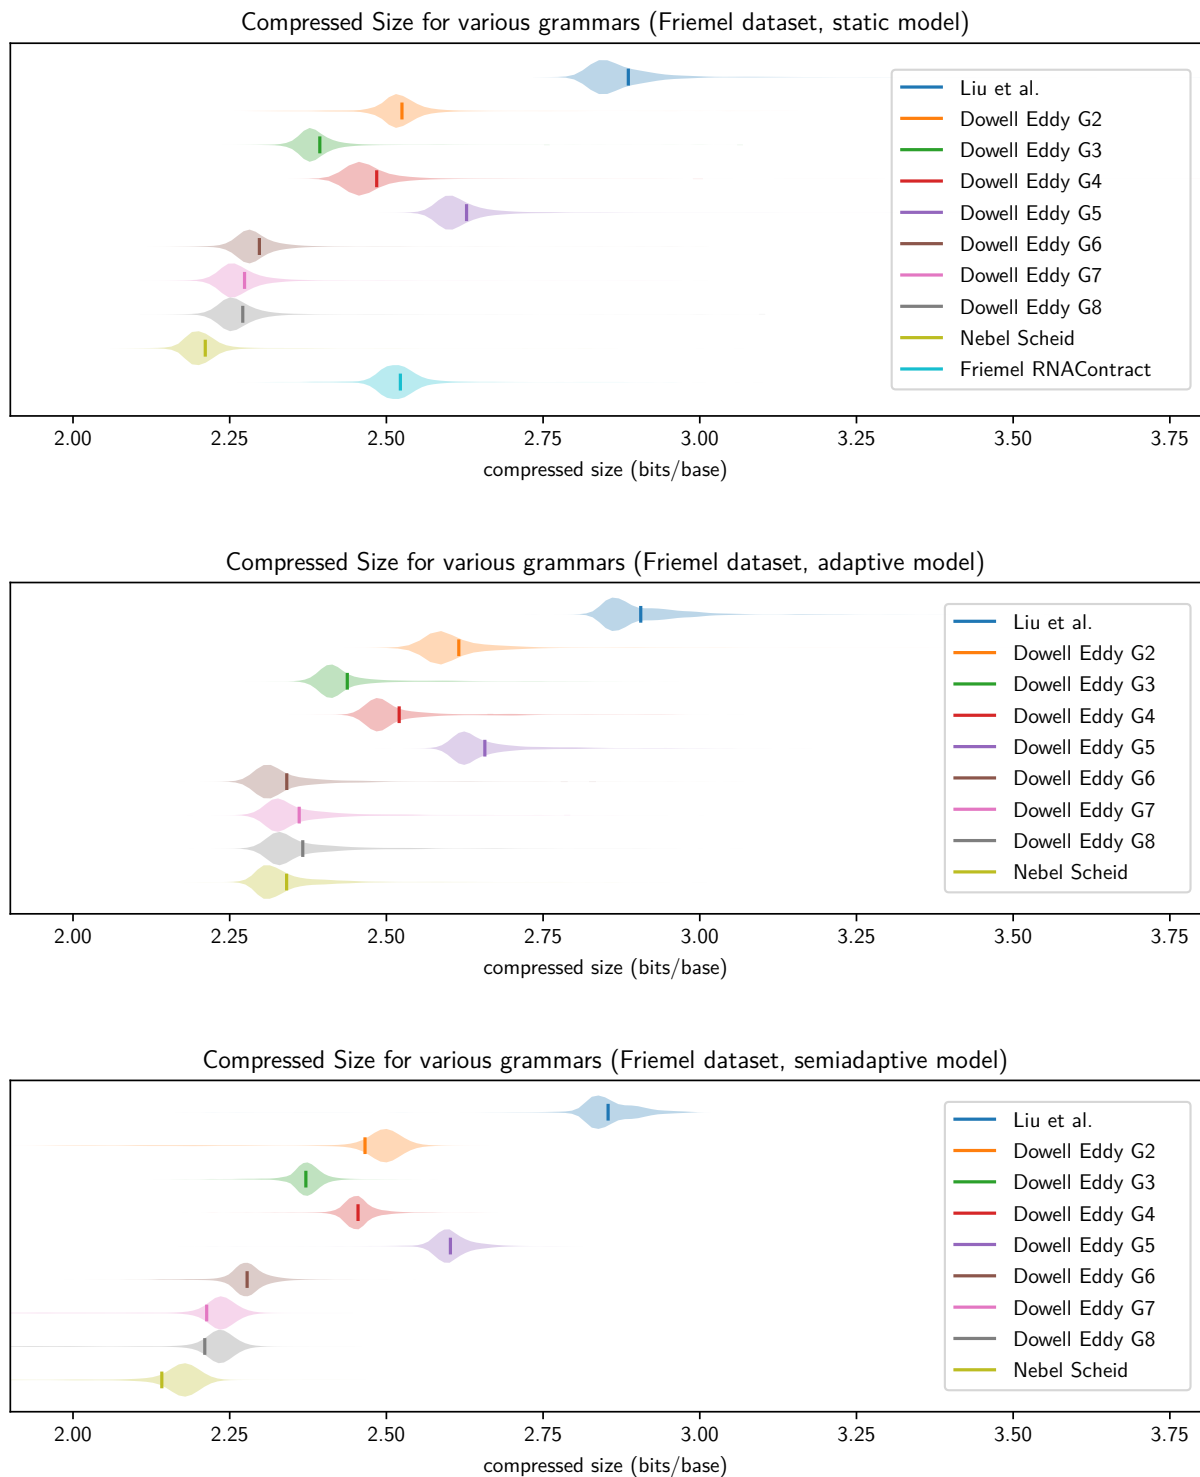 Compressed Size for various grammars (Friemel dataset, static model)
Liu et al.
Dowell Eddy G2
Dowell Eddy G3
Dowell Eddy G4
Dowell Eddy G5
Dowell Eddy G6
Dowell Eddy G7
Dowell Eddy G8
Nebel Scheid
Friemel RNAContract
2.00 2.25 2.50 2.75 3.00 3.25 3.50 3.75
compressed size (bits/base)
Compressed Size for various grammars (Friemel dataset, adaptive model)
Liu et al.
Dowell Eddy G2
Dowell Eddy G3
Dowell Eddy G4
Dowell Eddy G5
Dowell Eddy G6
Dowell Eddy G7
Dowell Eddy G8
Nebel Scheid
2.00 2.25 2.50 2.75 3.00 3.25 3.50 3.75
compressed size (bits/base)
Compressed Size for various grammars (Friemel dataset, semiadaptive model)
Liu et al.
Dowell Eddy G2
Dowell Eddy G3
Dowell Eddy G4
Dowell Eddy G5
Dowell Eddy G6
Dowell Eddy G7
Dowell Eddy G8
Nebel Scheid
2.00 2.25 2.50 2.75 3.00 3.25 3.50 3.75
compressed size (bits/base)